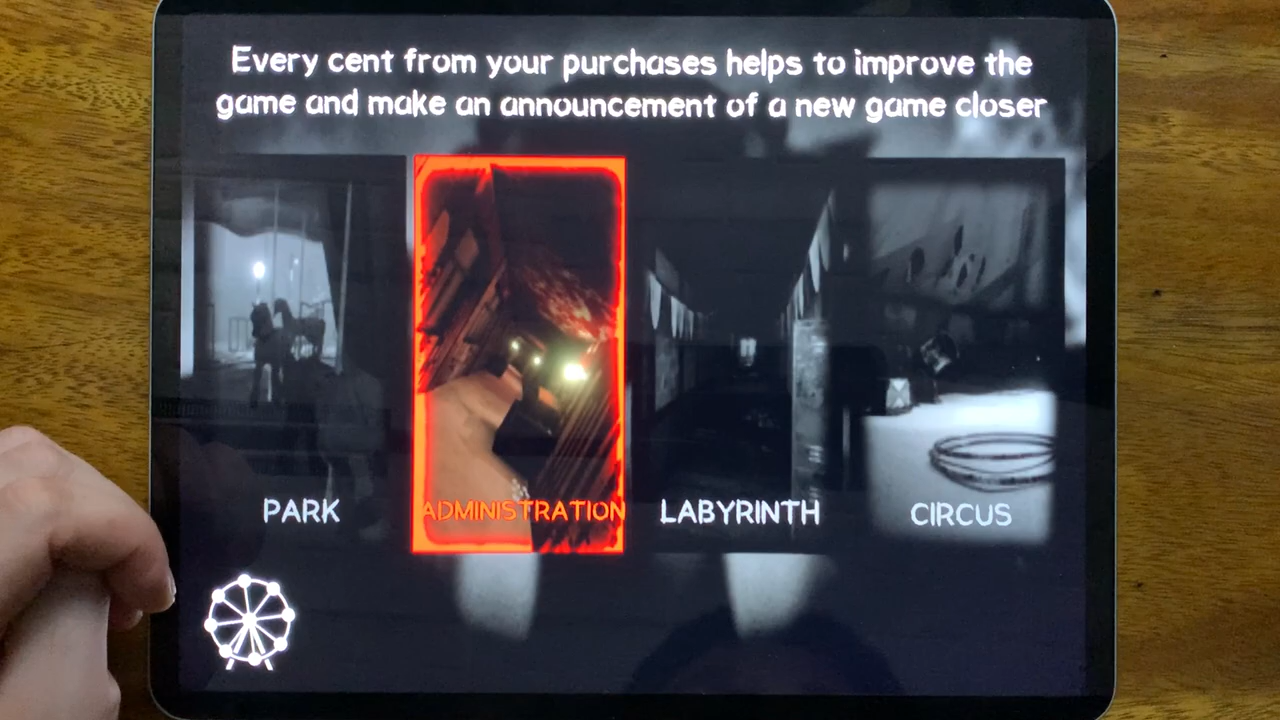 Every cent from your purchases helps to improve the
game and make an announcement of a new game closer
PARK
ADMINISTRATION
LABYRINTH
CIRCUS